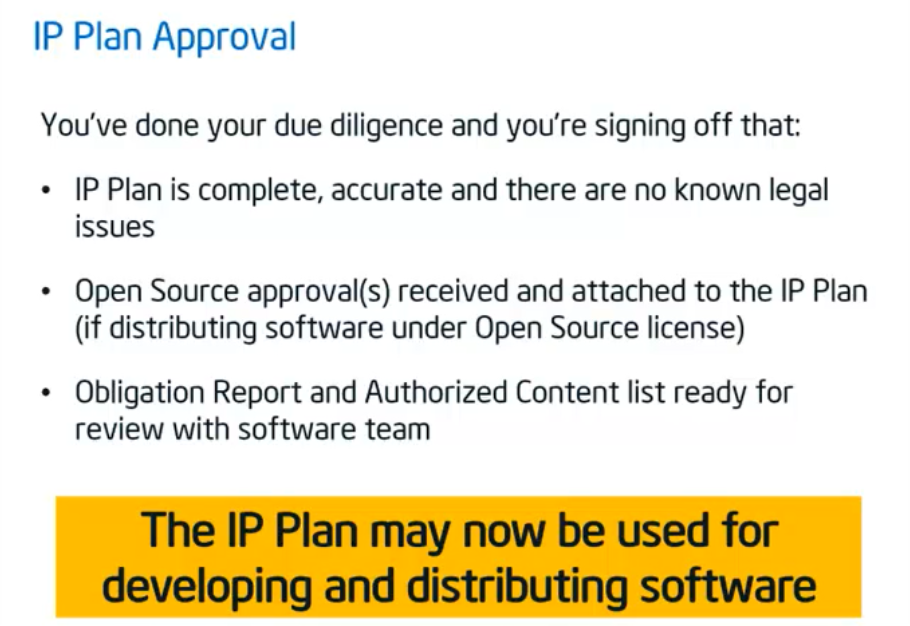 IP Plan Approval
You've done your due diligence and you're signing off that:
• IP Plan is complete, accurate and there are no known legal
issues
• Open Source approval(s) received and attached to the IP Plan
(if distributing software under Open Source license)
• Obligation Report and Authorized Content list ready for
review with software team
The IP Plan may now be used for
developing and distributing software